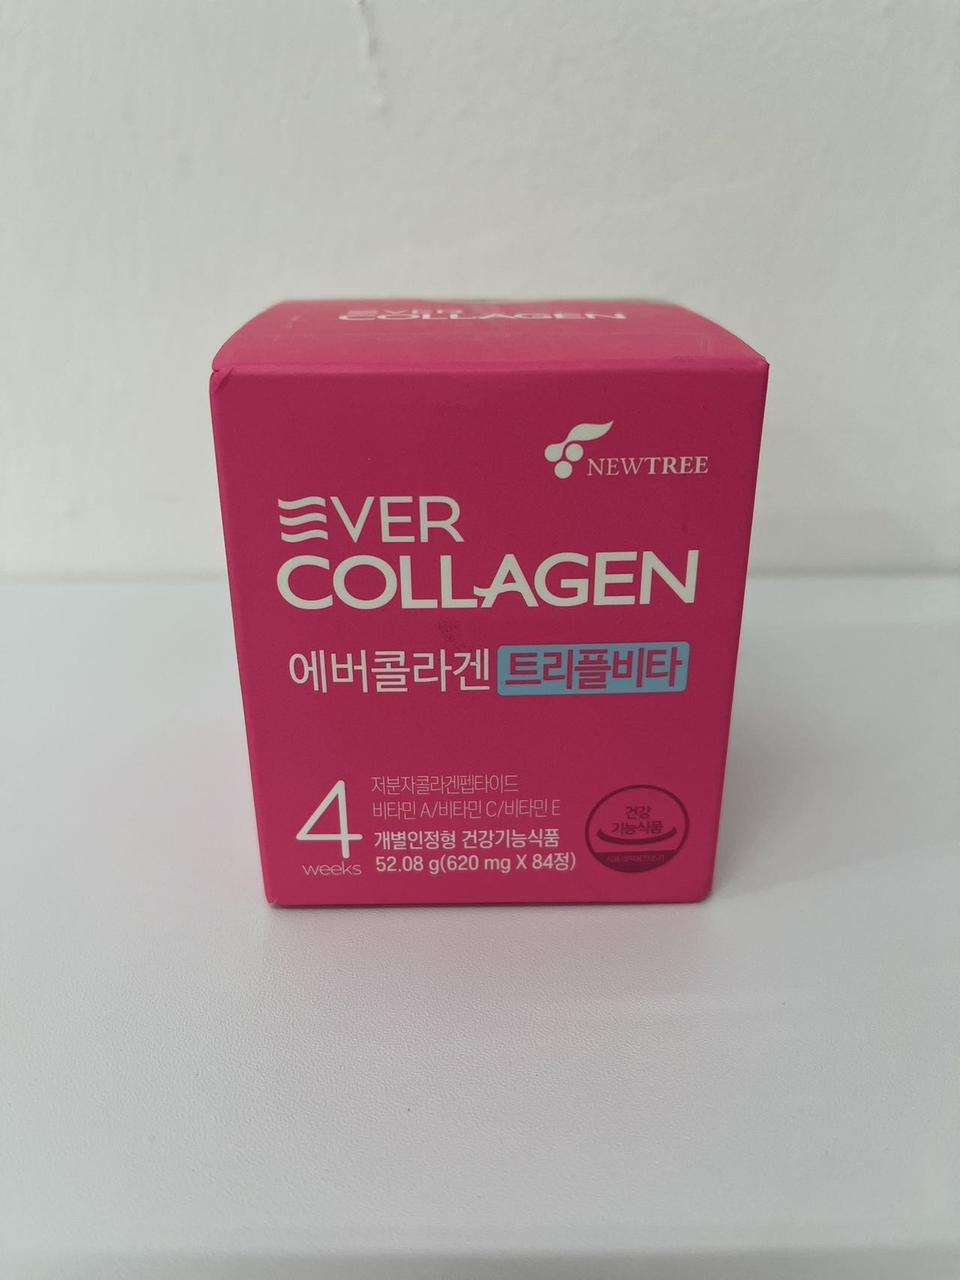 EVER
COLLAGEN
NEWTREE
EVER
COLLAGEN
에버콜라겐 트리플비타
4
weeks
저분자콜라겐펩타이드
비타민 A/비타민 C/비타민 E
개별인정형 건강기능식품
52.08 g(620 mg X 84정)
건강
기능식품